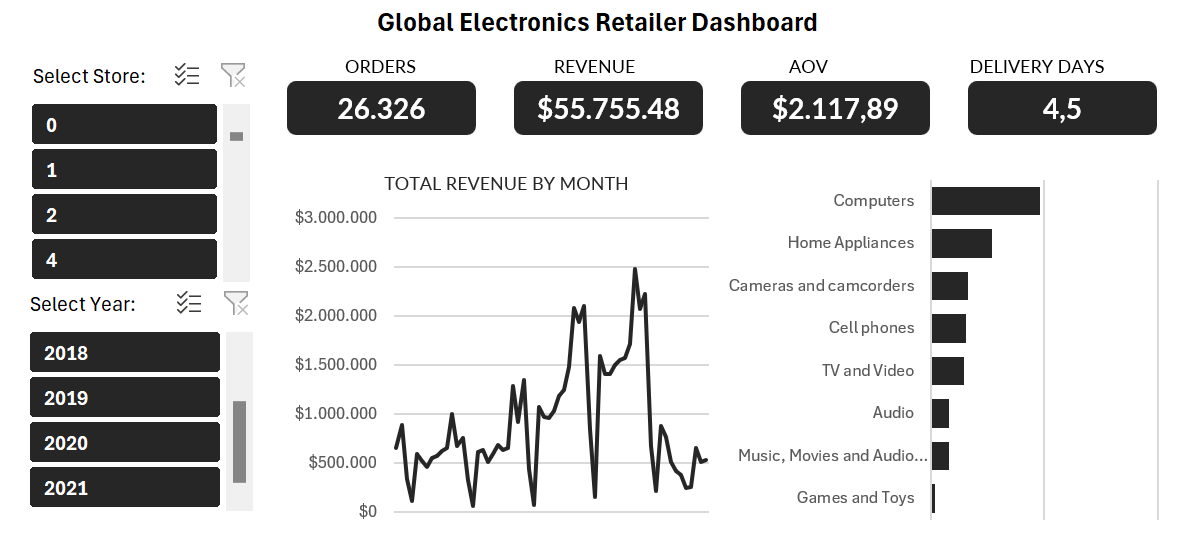 Global Electronics Retailer Dashboard
Select Store:
0
1
2
4
Select Year:
2018
2019
2020
2021
ORDERS
26.326
REVENUE
$55.755.48
AOV
$2.117,89
DELIVERY DAYS
4,5
TOTAL REVENUE BY MONTH
$3.000.000
$2.500.000
$2.000.000
$1.500.000
$1.000.000
$500.000
$0
Computers
Home Appliances
Cameras and camcorders
Cell phones
TV and Video
Audio
Music, Movies and Audio...
Games and Toys